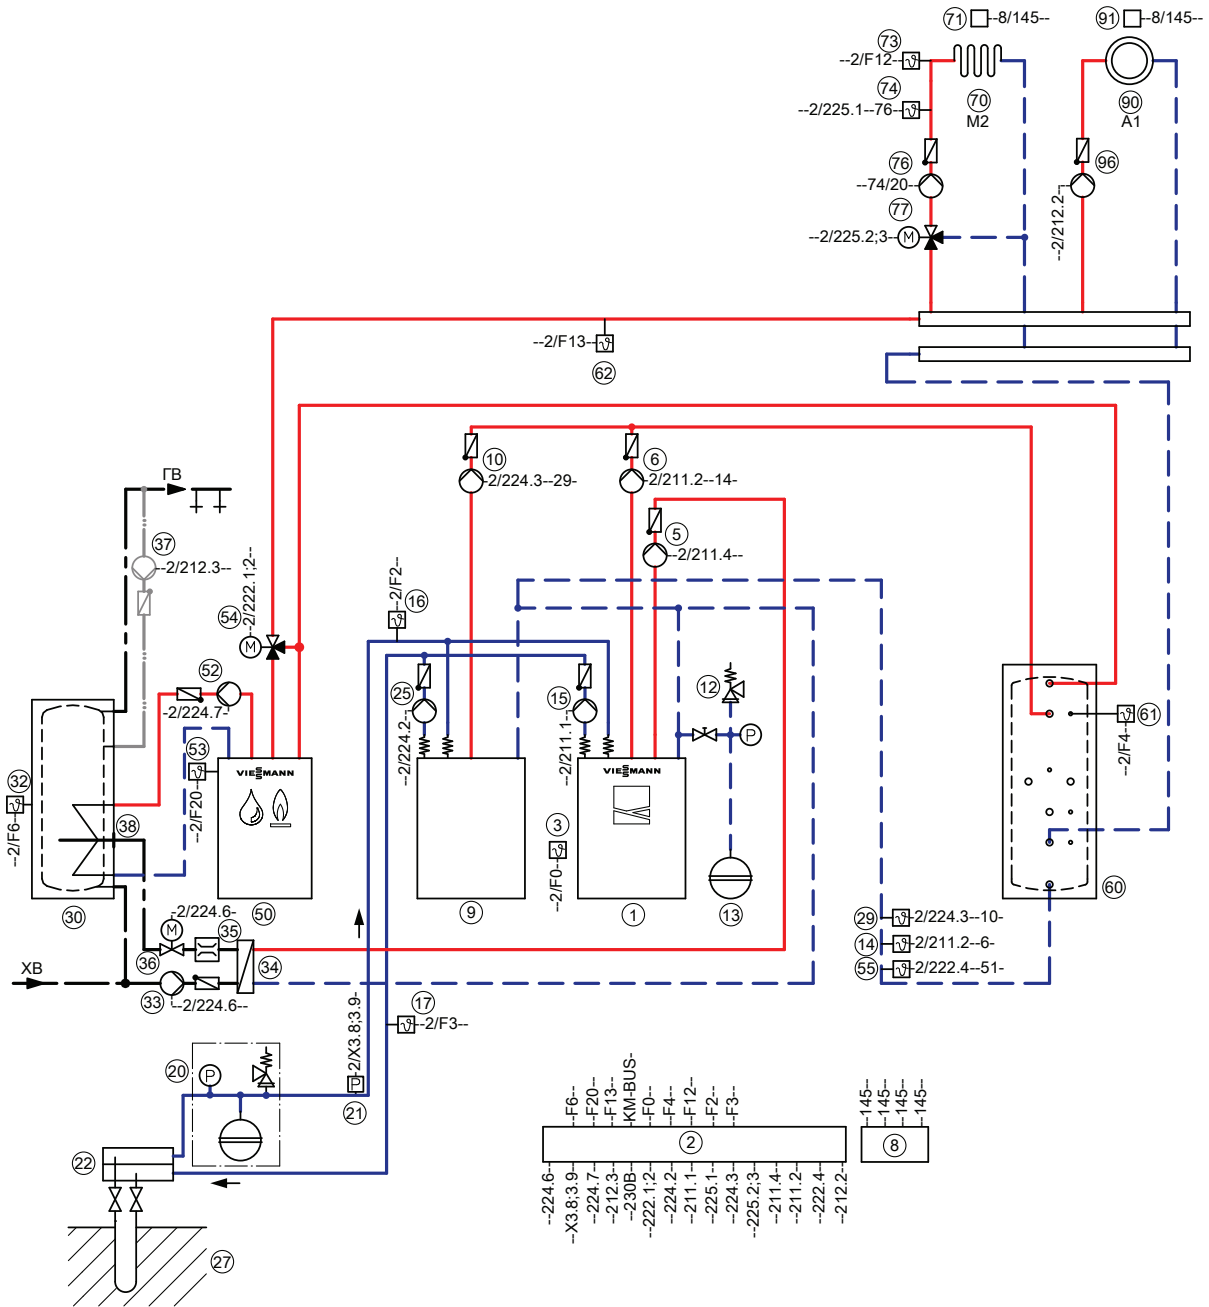 71 --8/145--
91 --8/145--
73
--2/F12--
74
--2/225.1--76--
70
M2
90
A1
76
--74/20--
96
--2/212.2--
77
--2/225.2;3--
M
--2/F13--
62
10
--2/224.3--29-
6
--2/211.2--14-
5
--2/211.4--
ГВ
37
--2/212.3--
54
--2/222.1;2--
M
--2/F2--
16
52
-2/224.7-
53
--2/F20--
25
--2/224.2--
15
--2/211.1--
12
P
61
--2/F4--
32
--2/F6--
38
VIESMANN
VIESMANN
3
--2/F0--
30
50
9
1
13
60
-2/224.6-
M
35
36
34
ХВ
33
--2/224.6--
29 -2/224.3--10-
14 -2/211.2--6-
55 -2/222.4--51-
17
--2/F3--
--2/X3.8;3.9-
20
P
P
21
22
27
--F6--
--F20--
--F13--
-KM-BUS-
--F0--
--F4--
--F12--
--F2--
--F3--
2
--224.6--
--X3.8;3.9--
--224.7--
--212.3--
--230B--
--222.1;2--
--224.2--
--211.1--
--225.1--
--224.3--
--225.2;3--
--211.4--
--211.2--
--222.4--
--212.2--
--145--
--145--
--145--
--145--
8